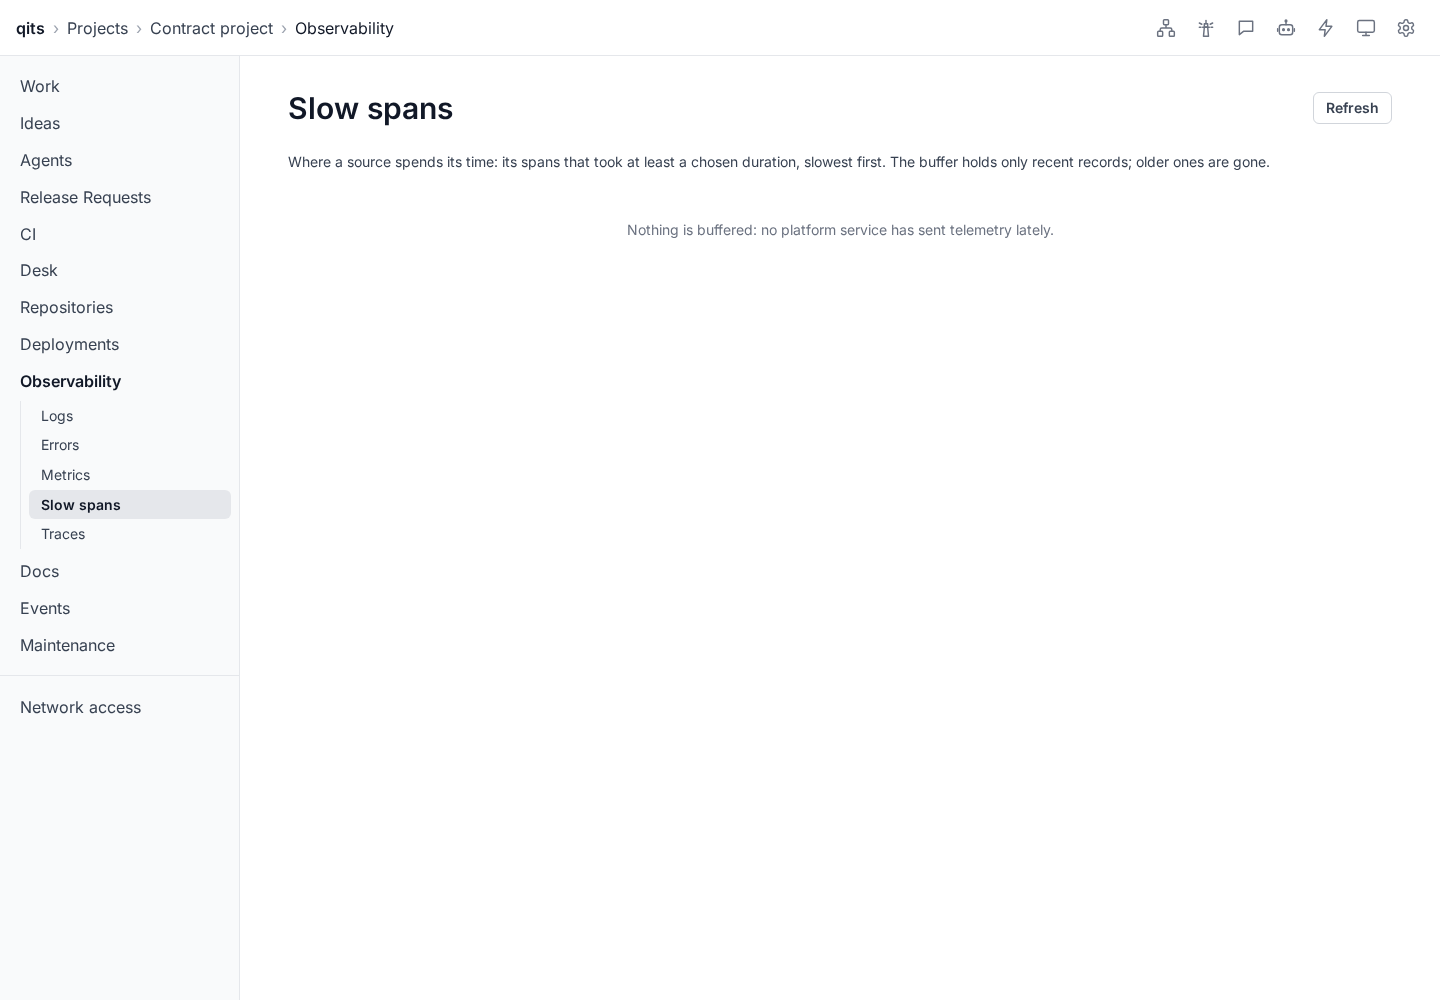 qits › Projects › Contract project › Observability
Work
Ideas
Agents
Release Requests
CI
Desk
Repositories
Deployments
Observability
Logs
Errors
Metrics
Slow spans
Traces
Docs
Events
Maintenance
Network access
Slow spans
Refresh
Where a source spends its time: its spans that took at least a chosen duration, slowest first. The buffer holds only recent records; older ones are gone.
Nothing is buffered: no platform service has sent telemetry lately.